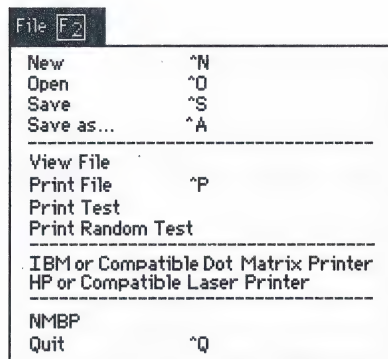 File F2
New ^N
Open ^O
Save ^S
Save as... ^A
View File
Print File ^P
Print Test
Print Random Test
IBM or Compatible Dot Matrix Printer
HP or Compatible Laser Printer
NMBP
Quit ^Q